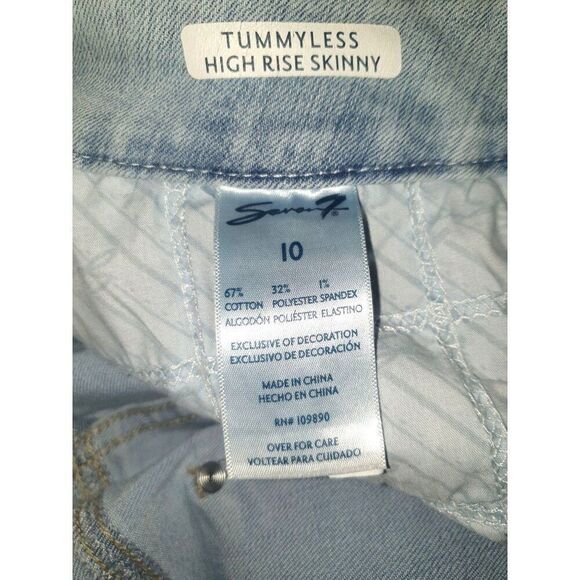 TUMMYLESS
HIGH RISE SKINNY
Seven7®
10
67% 32% 1%
COTTON POLYESTER SPANDEX
ALGODÓN POLIÉSTER ELASTINO
EXCLUSIVE OF DECORATION
EXCLUSIVO DE DECORACIÓN
MADE IN CHINA
HECHO EN CHINA
RN# 109890
OVER FOR CARE
VOLTEAR PARA CUIDADO